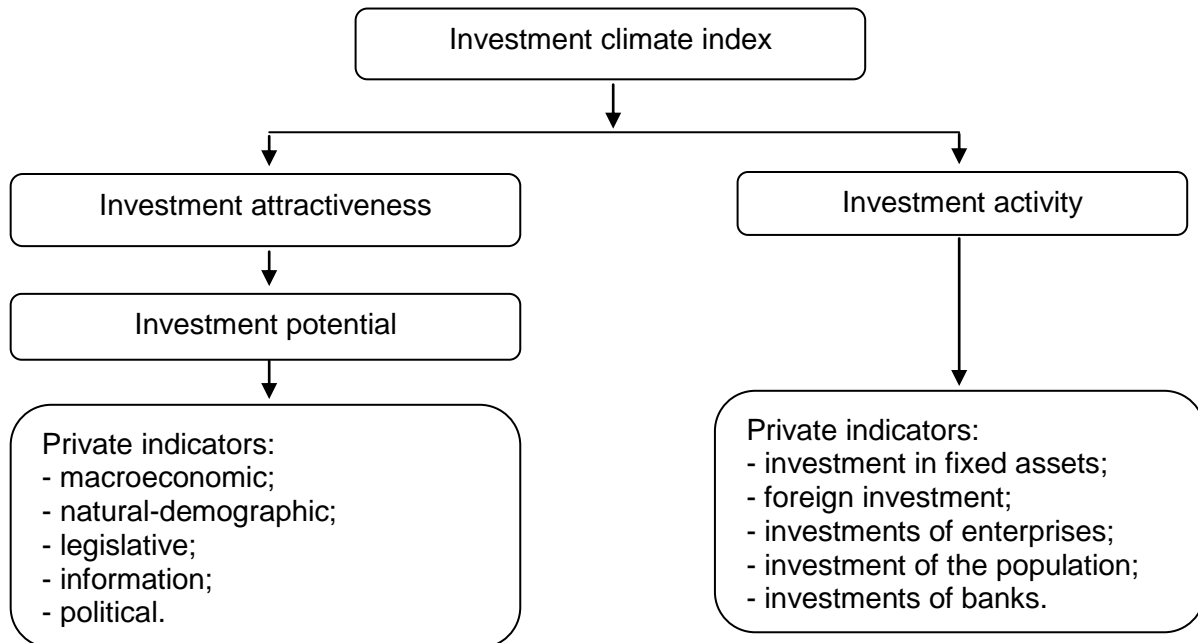 Investment climate index
Investment attractiveness
Investment activity
Investment potential
Private indicators:
- macroeconomic;
- natural-demographic;
- legislative;
- information;
- political.
Private indicators:
- investment in fixed assets;
- foreign investment;
- investments of enterprises;
- investment of the population;
- investments of banks.